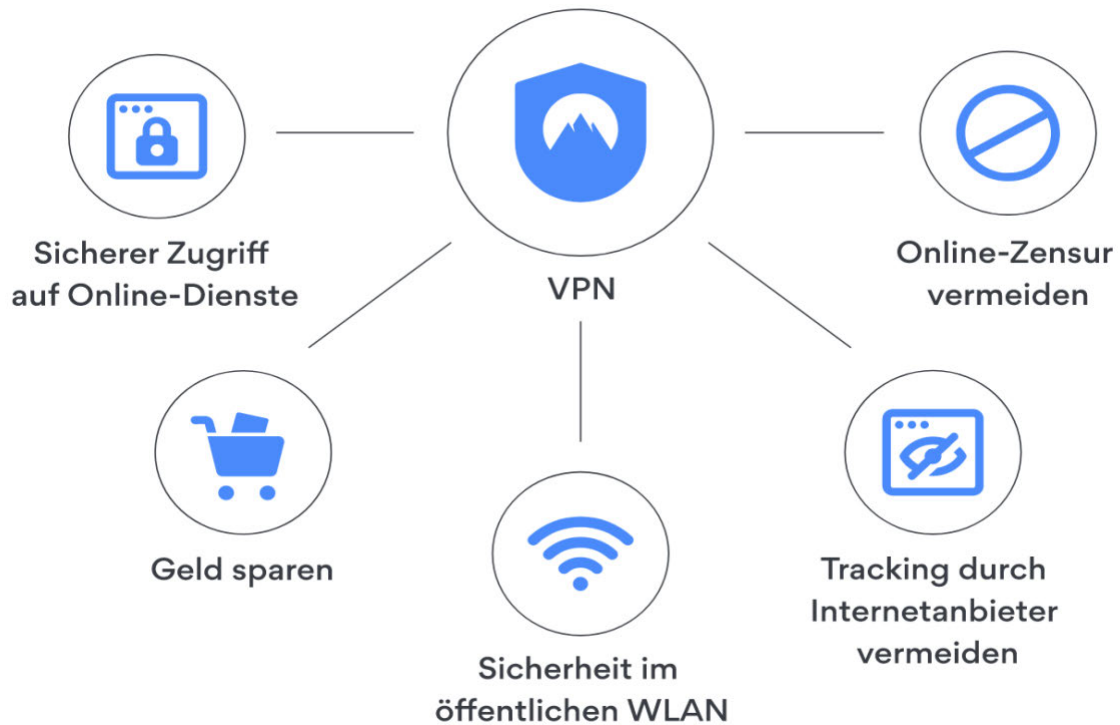 VPN
Sicherer Zugriff
auf Online-Dienste
Online-Zensur
vermeiden
Geld sparen
Sicherheit im
öffentlichen WLAN
Tracking durch
Internetanbieter
vermeiden